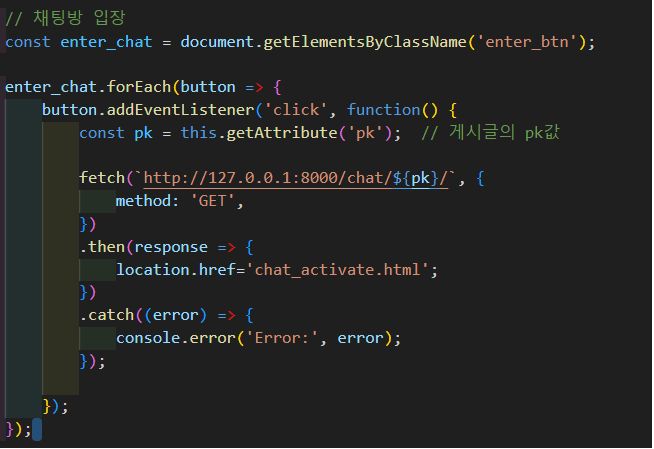 // 채팅방 입장
const enter_chat = document.getElementsByClassName('enter_btn');
enter_chat.forEach(button => {
button.addEventListener('click', function() {
const pk = this.getAttribute('pk');  // 게시글의 pk값
fetch(`http://127.0.0.1:8000/chat/${pk}/`, {
method: 'GET',
})
.then(response => {
location.href='chat_activate.html';
})
.catch((error) => {
console.error('Error:', error);
});
});
});